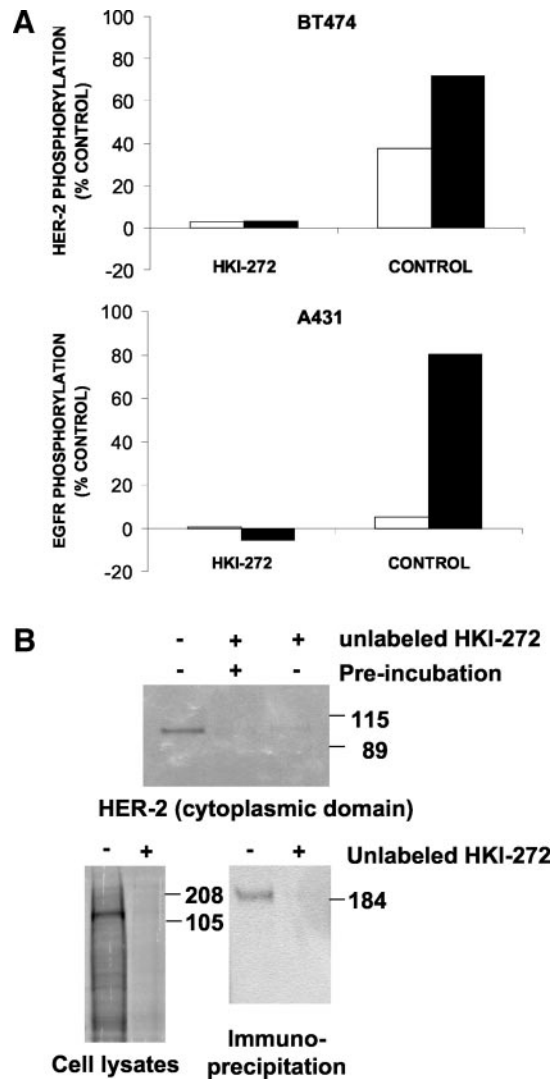 A
BT474
HER-2 PHOSPHORYLATION
(% CONTROL)
100
80
60
40
20
0
-20
HKI-272 CONTROL
A431
EGFR PHOSPHORYLATION
(% CONTROL)
100
80
60
40
20
0
-20
HKI-272 CONTROL
B
- + + unlabeled HKI-272
- + - Pre-incubation
115
89
HER-2 (cytoplasmic domain)
- + - + Unlabeled HKI-272
208
105
184
Cell lysates
Immuno-
precipitation